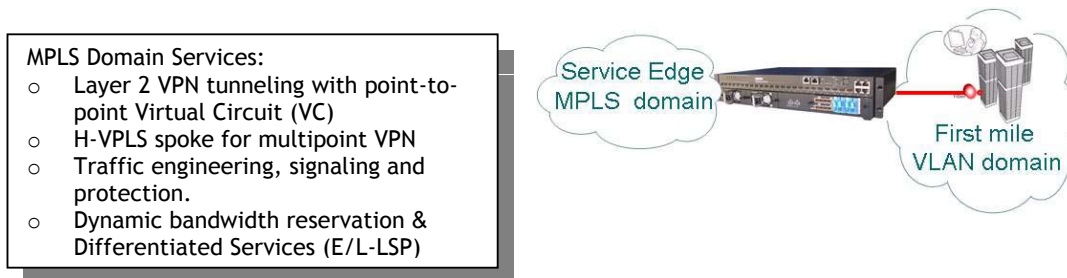 MPLS Domain Services:
o Layer 2 VPN tunneling with point-to-
point Virtual Circuit (VC)
o H-VPLS spoke for multipoint VPN
o Traffic engineering, signaling and
protection.
o Dynamic bandwidth reservation &
Differentiated Services (E/L-LSP)
Service Edge
MPLS domain
First mile
VLAN domain